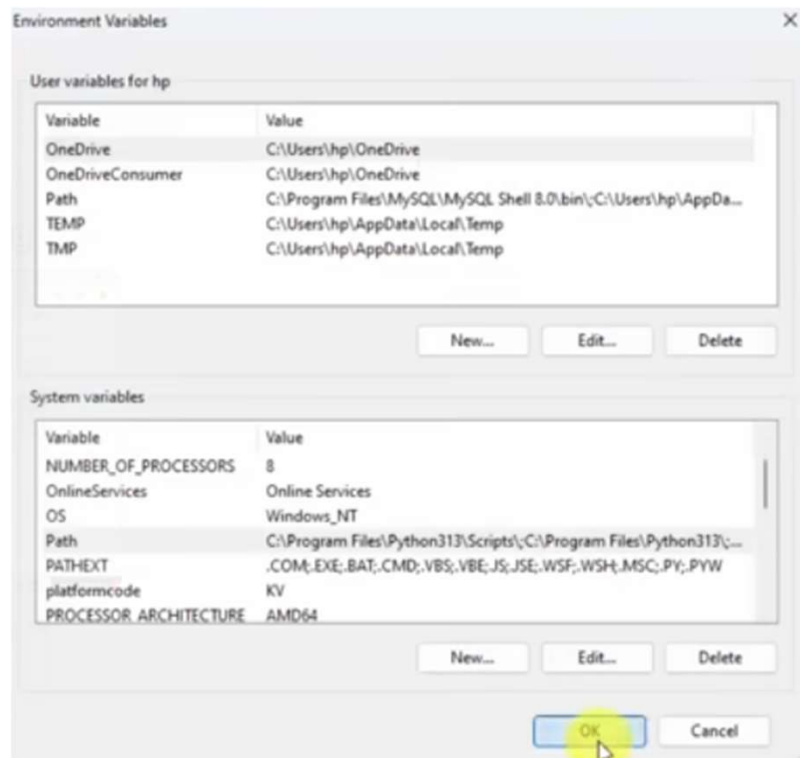 Environment Variables
User variables for hp
Variable Value
OneDrive C:\Users\hp\OneDrive
OneDriveConsumer C:\Users\hp\OneDrive
Path C:\Program Files\MySQL\MySQL Shell 8.0\bin\;C:\Users\hp\AppDa...
TEMP C:\Users\hp\AppData\Local\Temp
TMP C:\Users\hp\AppData\Local\Temp
New... Edit... Delete
System variables
Variable Value
NUMBER_OF_PROCESSORS 8
OnlineServices Online Services
OS Windows_NT
Path C:\Program Files\Python313\Scripts\;C:\Program Files\Python313\;...
PATHEXT .COM;.EXE;.BAT;.CMD;.VBS;.VBE;.JS;.JSE;.WSF;.WSH;.MSC;.PY;.PYW
platformcode KV
PROCESSOR_ARCHITECTURE AMD64
New... Edit... Delete
OK Cancel